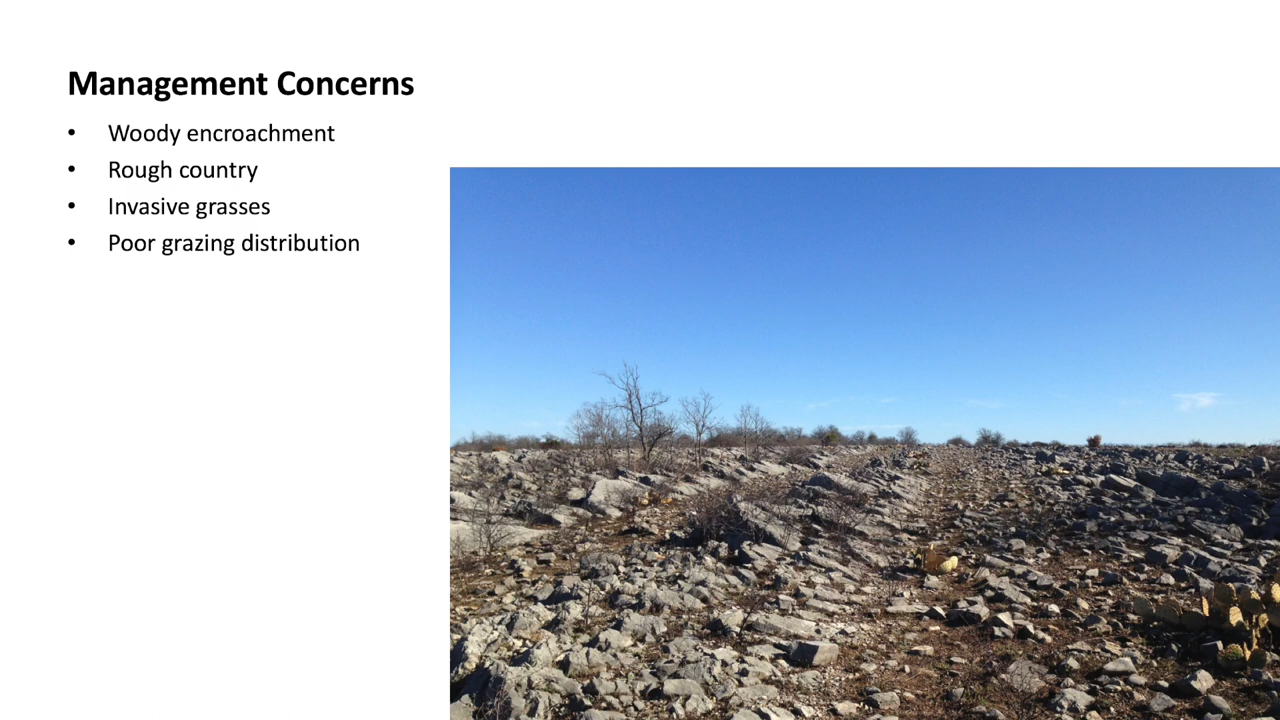 Management Concerns
• Woody encroachment
• Rough country
• Invasive grasses
• Poor grazing distribution